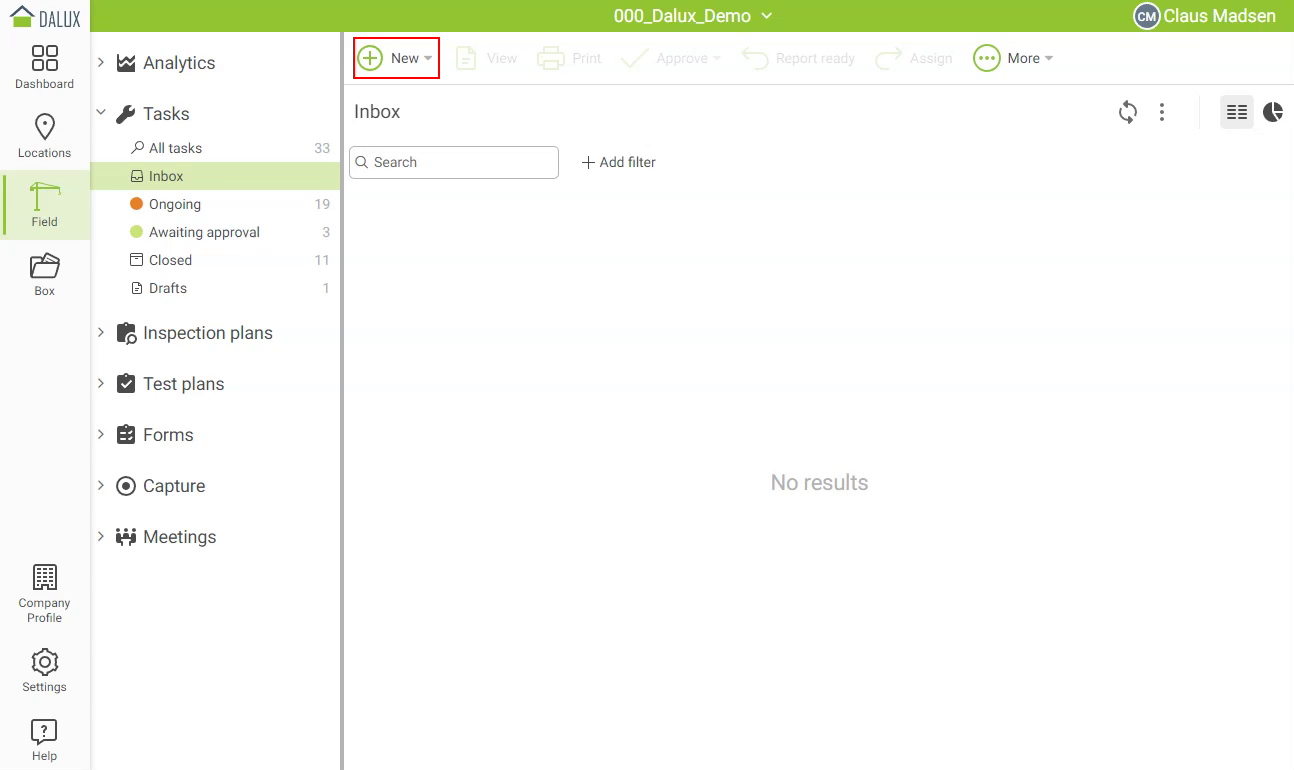 DALUX
000_Dalux_Demo
CM Claus Madsen
Dashboard
Locations
Field
Box
Company
Profile
Settings
Help
Analytics
Tasks
All tasks 33
Inbox
Ongoing 19
Awaiting approval 3
Closed 11
Drafts 1
Inspection plans
Test plans
Forms
Capture
Meetings
New View Print Approve Report ready Assign More
Inbox
Search Add filter
No results